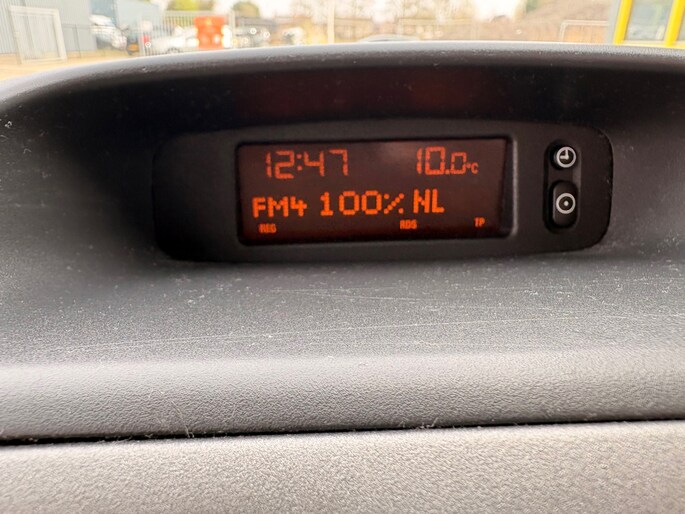 12:47 10.0°C
FM4 100% NL
REG RDS TP